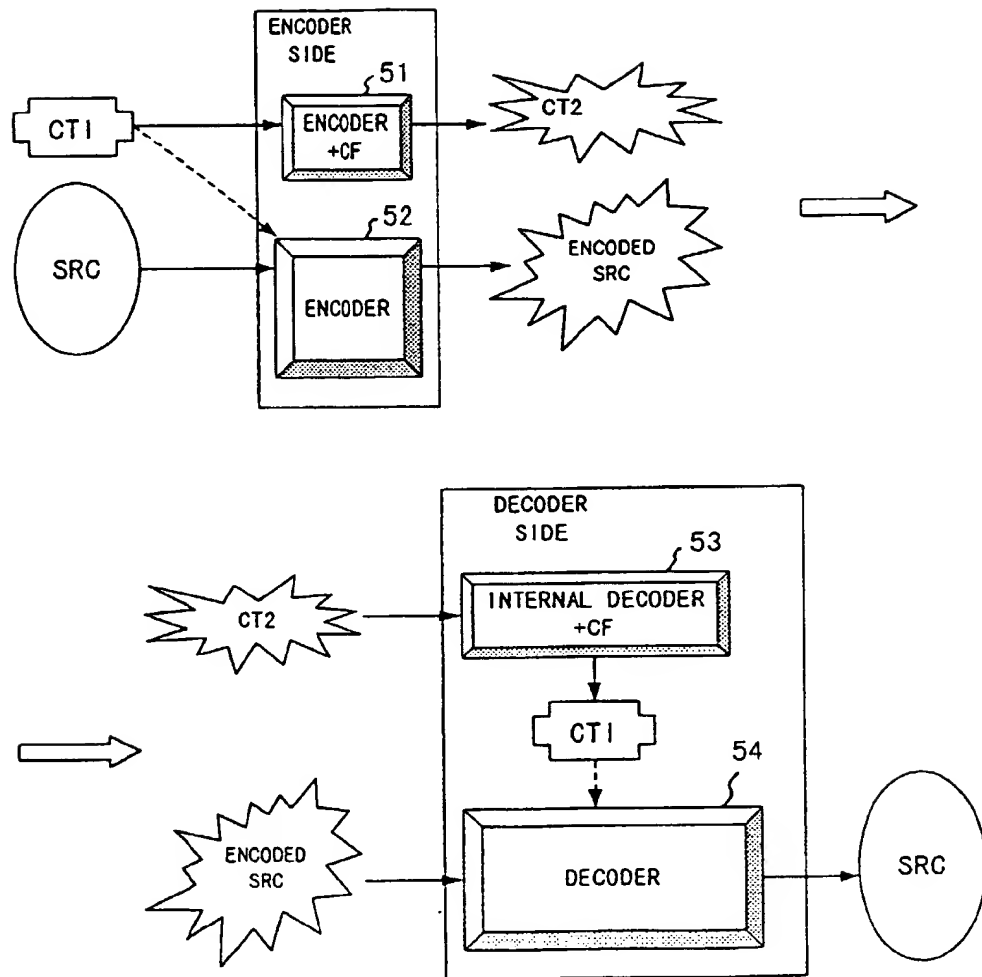 ENCODER
SIDE
51
CT1
ENCODER
+CF
CT2
52
SRC
ENCODER
ENCODED
SRC
DECODER
SIDE
53
CT2
INTERNAL DECODER
+CF
CT1
54
ENCODED
SRC
DECODER
SRC